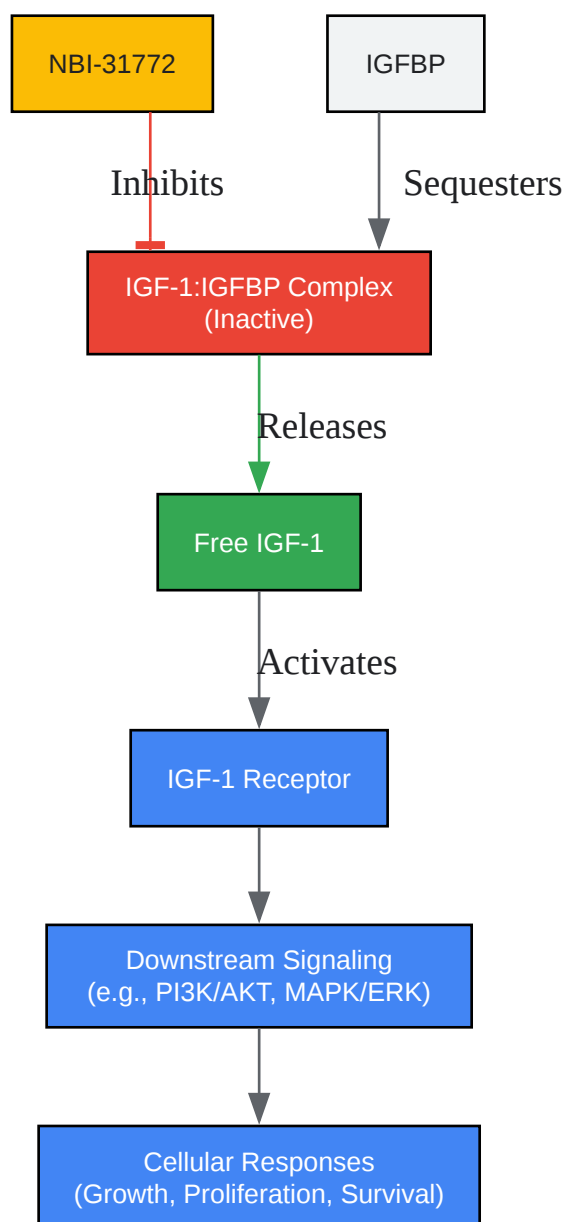 NBI-31772
IGFBP
Inhibits
Sequesters
IGF-1:IGFBP Complex
(Inactive)
Releases
Free IGF-1
Activates
IGF-1 Receptor
Downstream Signaling
(e.g., PI3K/AKT, MAPK/ERK)
Cellular Responses
(Growth, Proliferation, Survival)